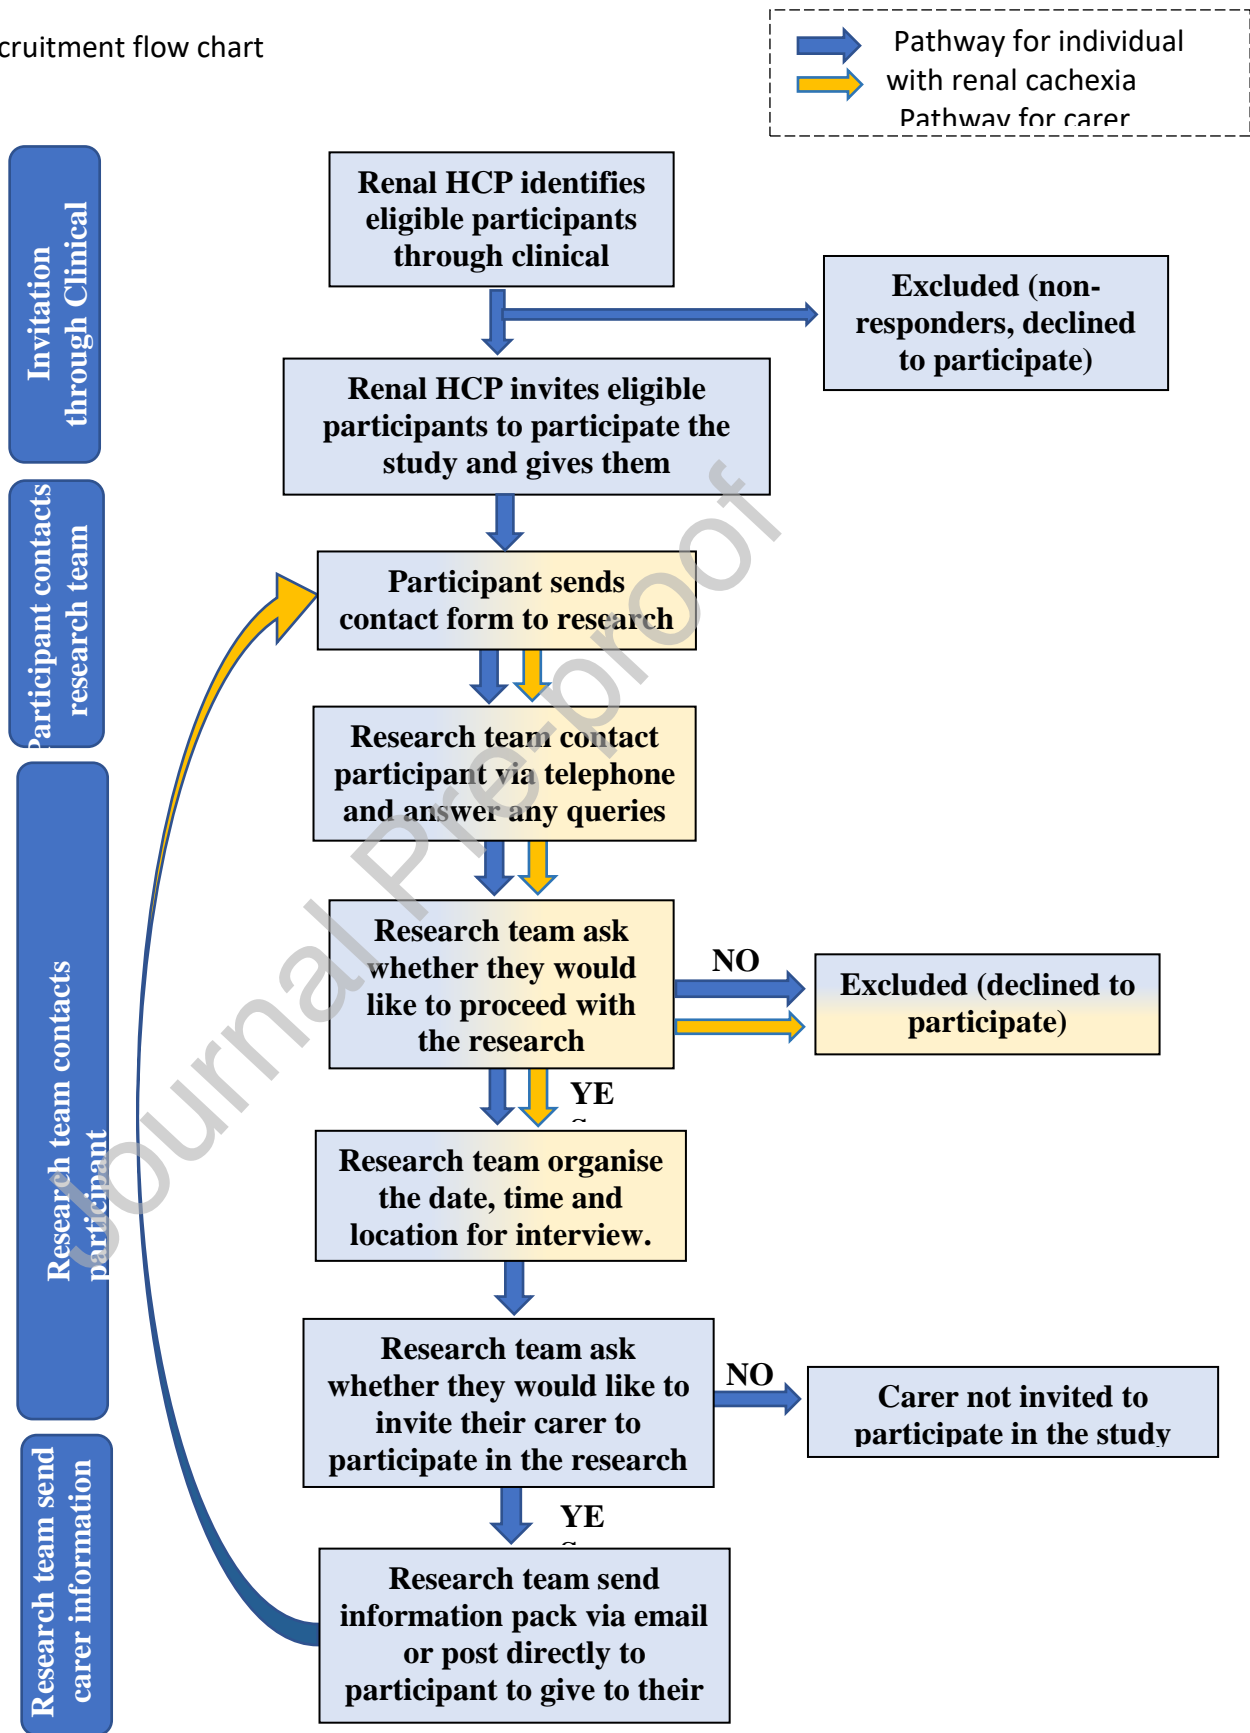 cruitment flow chart
Pathway for individual
with renal cachexia
Pathway for carer
Invitation
through Clinical
Renal HCP identifies
eligible participants
through clinical
Excluded (non-
responders, declined
to participate)
Renal HCP invites eligible
participants to participate the
study and gives them
Participant contacts
research team
Participant sends
contact form to research
Research team contact
participant via telephone
and answer any queries
Research team contacts
participant
Research team ask
whether they would
like to proceed with
the research
NO
Excluded (declined to
participate)
YE
S
Research team organise
the date, time and
location for interview.
Research team ask
whether they would like to
invite their carer to
participate in the research
NO
Carer not invited to
participate in the study
YE
S
Research team send
carer information
Research team send
information pack via email
or post directly to
participant to give to their
Journal Pre-proof